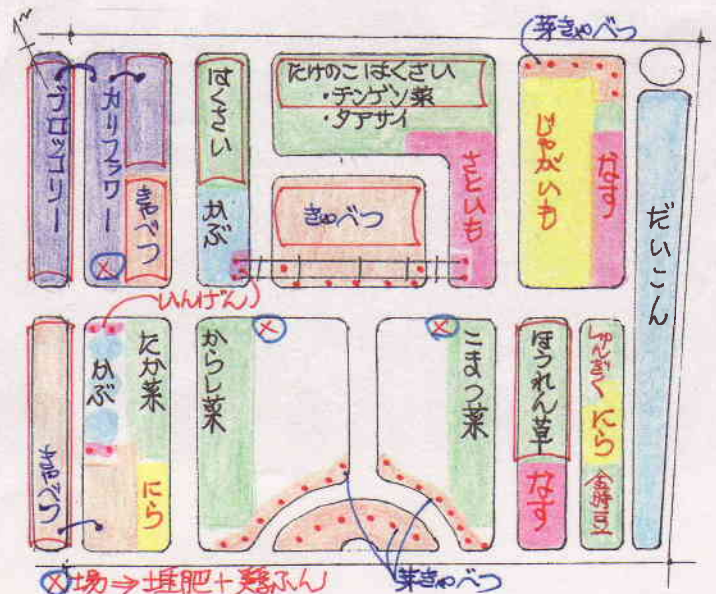 N
芽きゃべつ
ブロッコリー
カリフラワー
きゃべつ
はくさい
かぶ
たけのこはくさい
・チンゲン菜
・タアサイ
さといも
きゃべつ
じゃがいも
なす
だいこん
いんげん
きゃべつ
かぶ
たか菜
にら
からし菜
こまつ菜
ほうれん草
なす
しゅんぎく
にら
金時豆
芽きゃべつ
⊗場⇒堆肥+鶏ふん